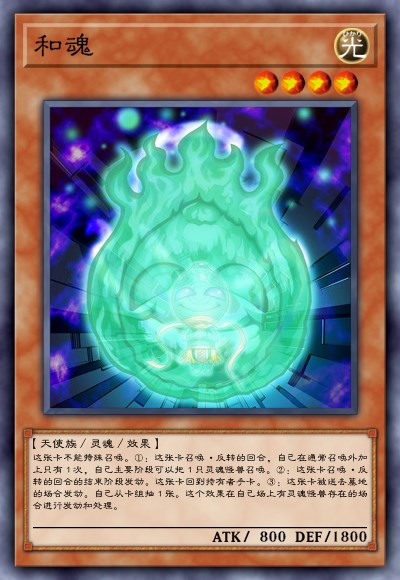 和魂
光
【天使族／灵魂／效果】
这张卡不能特殊召唤。①：这张卡召唤·反转的回合，自己在通常召唤外加
上只有1次，自己主要阶段可以把1只灵魂怪兽召唤。②：这张卡召唤·反
转的回合的结束阶段发动。这张卡回到持有者手卡。③：这张卡被送去墓地
的场合发动。自己从卡组抽1张。这个效果在自己场上有灵魂怪兽存在的场
合进行发动和处理。
ATK/ 800 DEF/1800